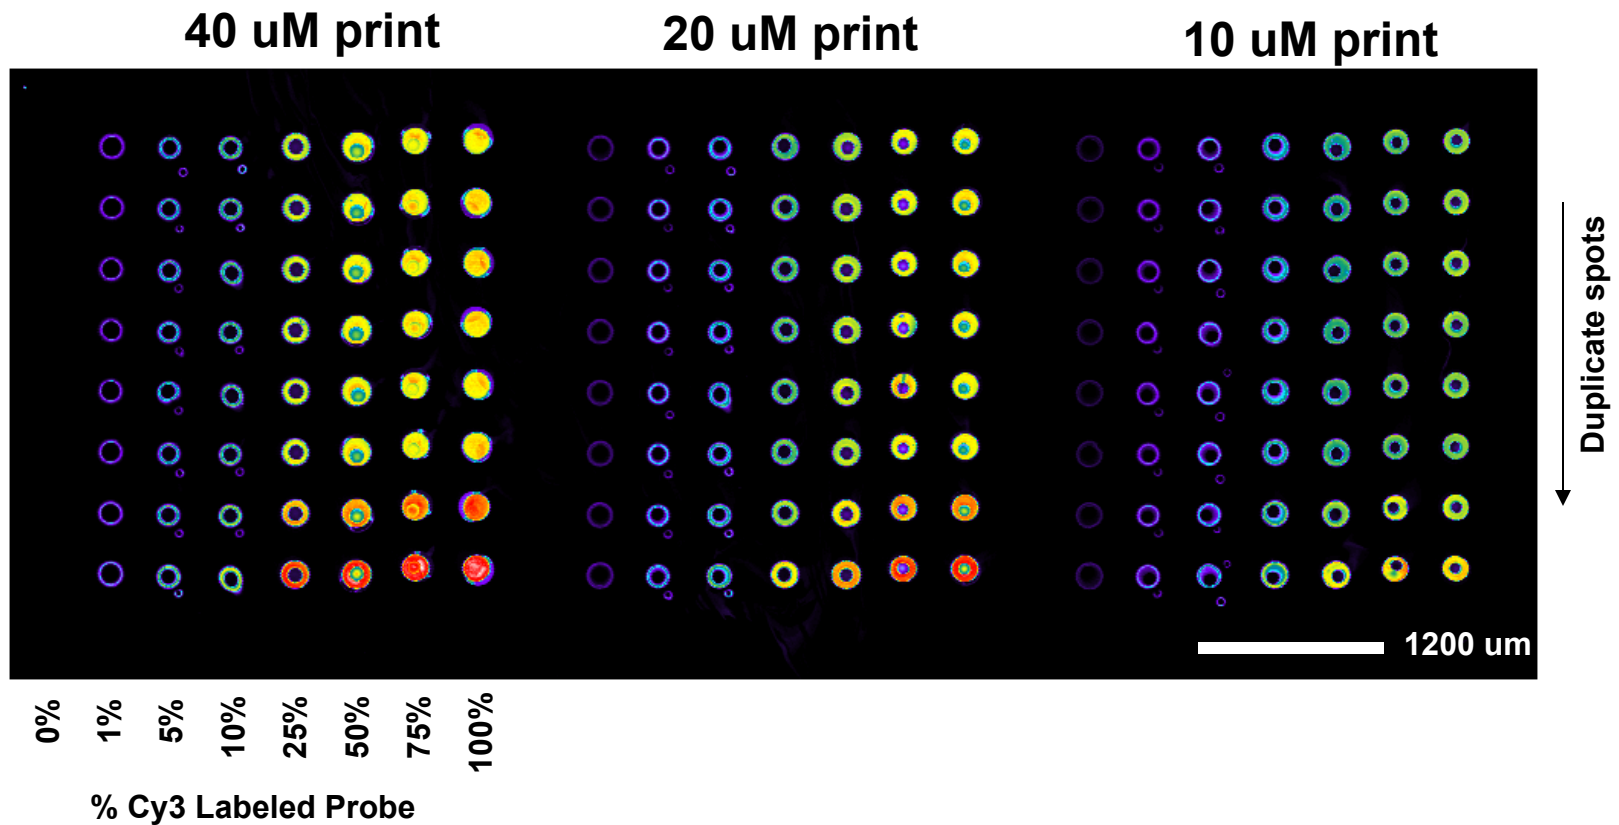 40 uM print
20 uM print
10 uM print
Duplicate spots
1200 um
0%
1%
5%
10%
25%
50%
75%
100%
% Cy3 Labeled Probe